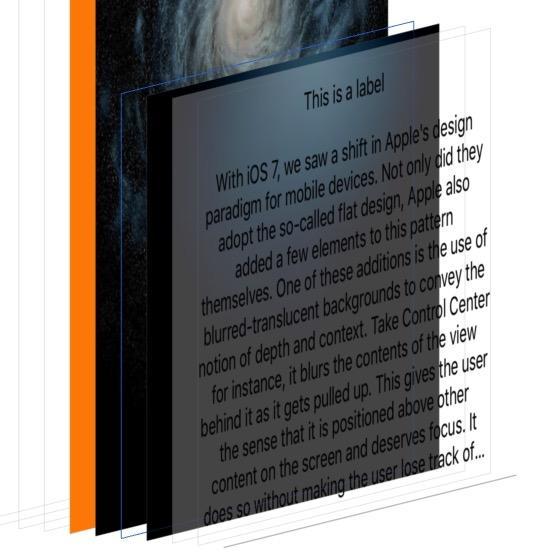 This is a label
With iOS 7, we saw a shift in Apple's design
paradigm for mobile devices. Not only did they
adopt the so-called flat design, Apple also
added a few elements to this pattern
themselves. One of these additions is the use of
blurred-translucent backgrounds to convey the
notion of depth and context. Take Control Center
for instance, it blurs the contents of the view
behind it as it gets pulled up. This gives the user
the sense that it is positioned above other
content on the screen and deserves focus. It
does so without making the user lose track of...